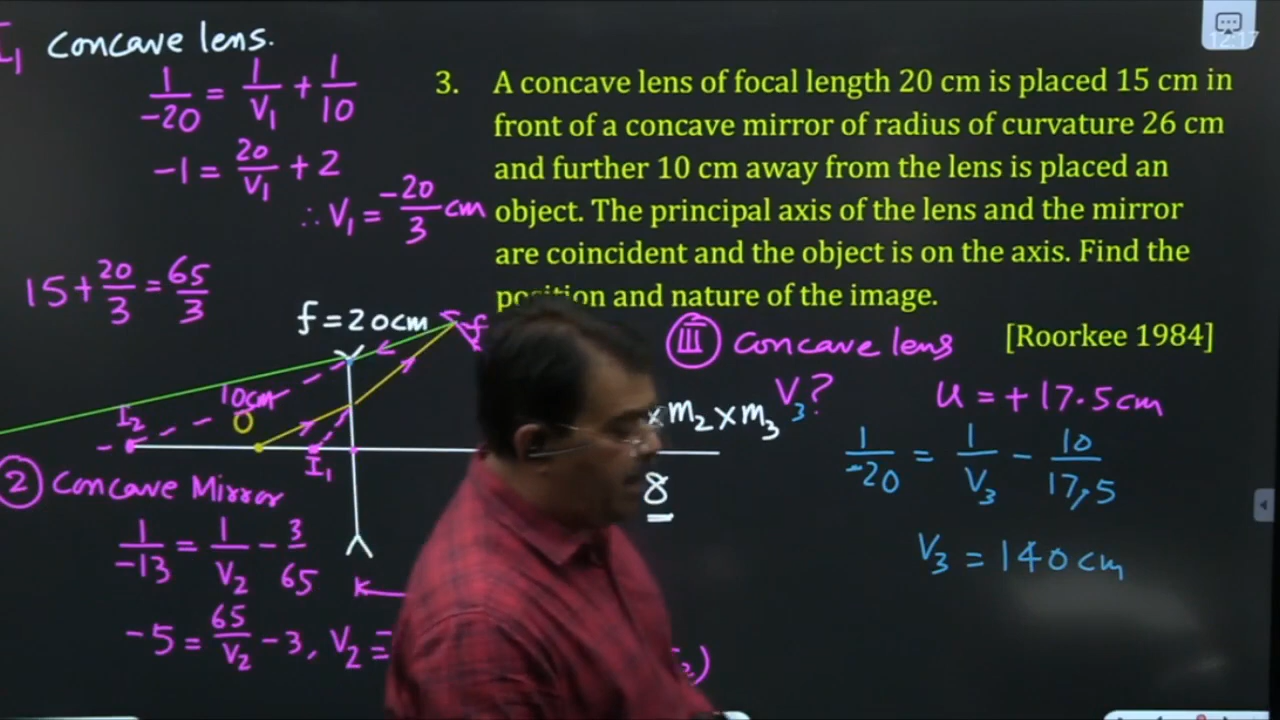 I₁ Concave lens.
1/-20 = 1/V₁ + 1/10
-1 = 20/V₁ + 2
∴ V₁ = -20/3 cm
15 + 20/3 = 65/3
12:17
3. A concave lens of focal length 20 cm is placed 15 cm in
front of a concave mirror of radius of curvature 26 cm
and further 10 cm away from the lens is placed an
object. The principal axis of the lens and the mirror
are coincident and the object is on the axis. Find the
position and nature of the image.
[Roorkee 1984]
f = 20cm
f
10cm
O
I₂
I₁
② Concave Mirror
1/-13 = 1/V₂ - 3/65
-5 = 65/V₂ - 3, V₂ =
Ⅲ Concave lens
V₃?
×m₂×m₃
8
u = +17.5cm
1/-20 = 1/V₃ - 10/17,5
V₃ = 140cm